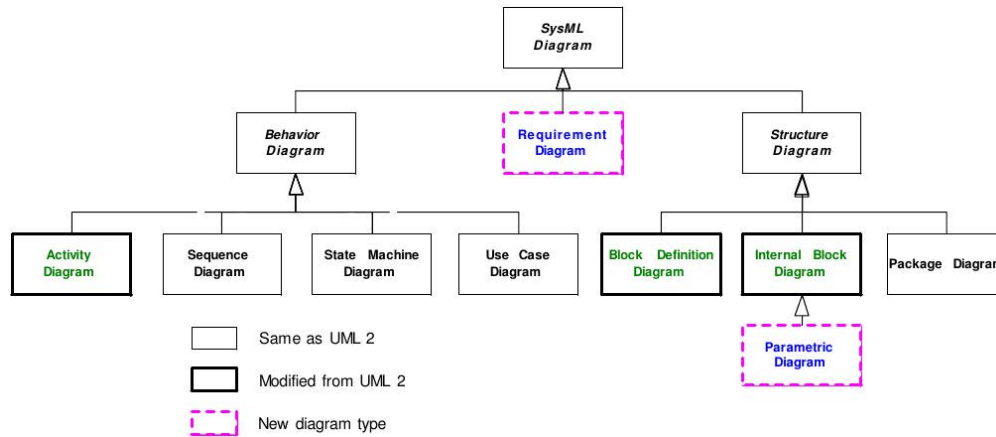 SysML
Diagram
Behavior
Diagram
Requirement
Diagram
Structure
Diagram
Activity
Diagram
Sequence
Diagram
State Machine
Diagram
Use Case
Diagram
Block Definition
Diagram
Internal Block
Diagram
Package Diagram
Parametric
Diagram
Same as UML 2
Modified from UML 2
New diagram type